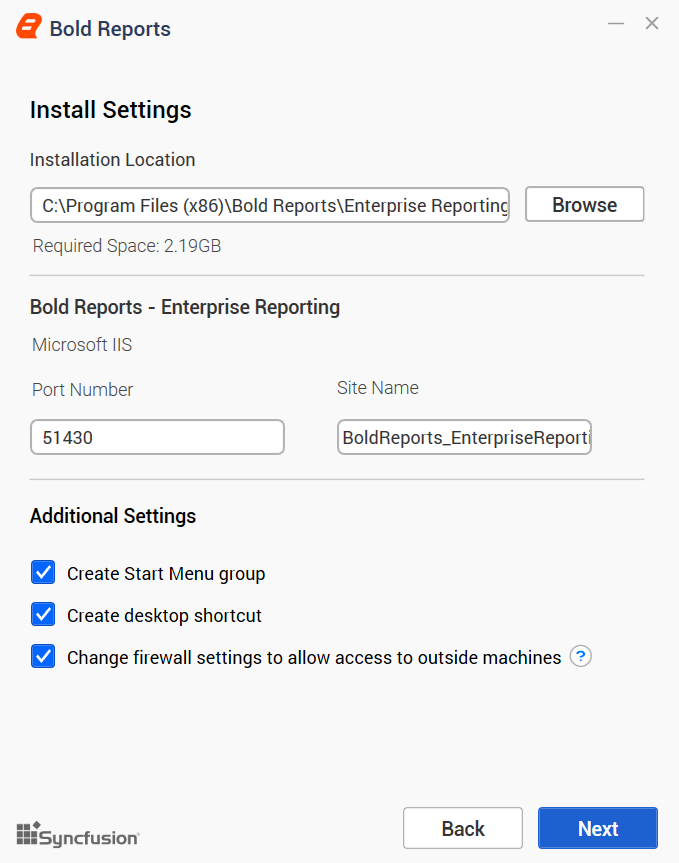 Bold Reports
Install Settings
Installation Location
C:\Program Files (x86)\Bold Reports\Enterprise Reporting
Browse
Required Space: 2.19GB
Bold Reports - Enterprise Reporting
Microsoft IIS
Port Number
Site Name
51430
BoldReports_EnterpriseReporti
Additional Settings
Create Start Menu group
Create desktop shortcut
Change firewall settings to allow access to outside machines ?
Syncfusion
Back
Next